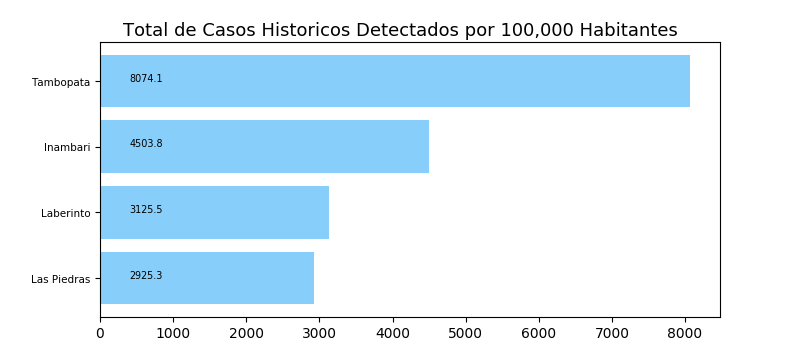 Total de Casos Historicos Detectados por 100,000 Habitantes
Tambopata 8074.1
Inambari 4503.8
Laberinto 3125.5
Las Piedras 2925.3
0 1000 2000 3000 4000 5000 6000 7000 8000